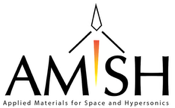 AMISH
Applied Materials for Space and Hypersonics